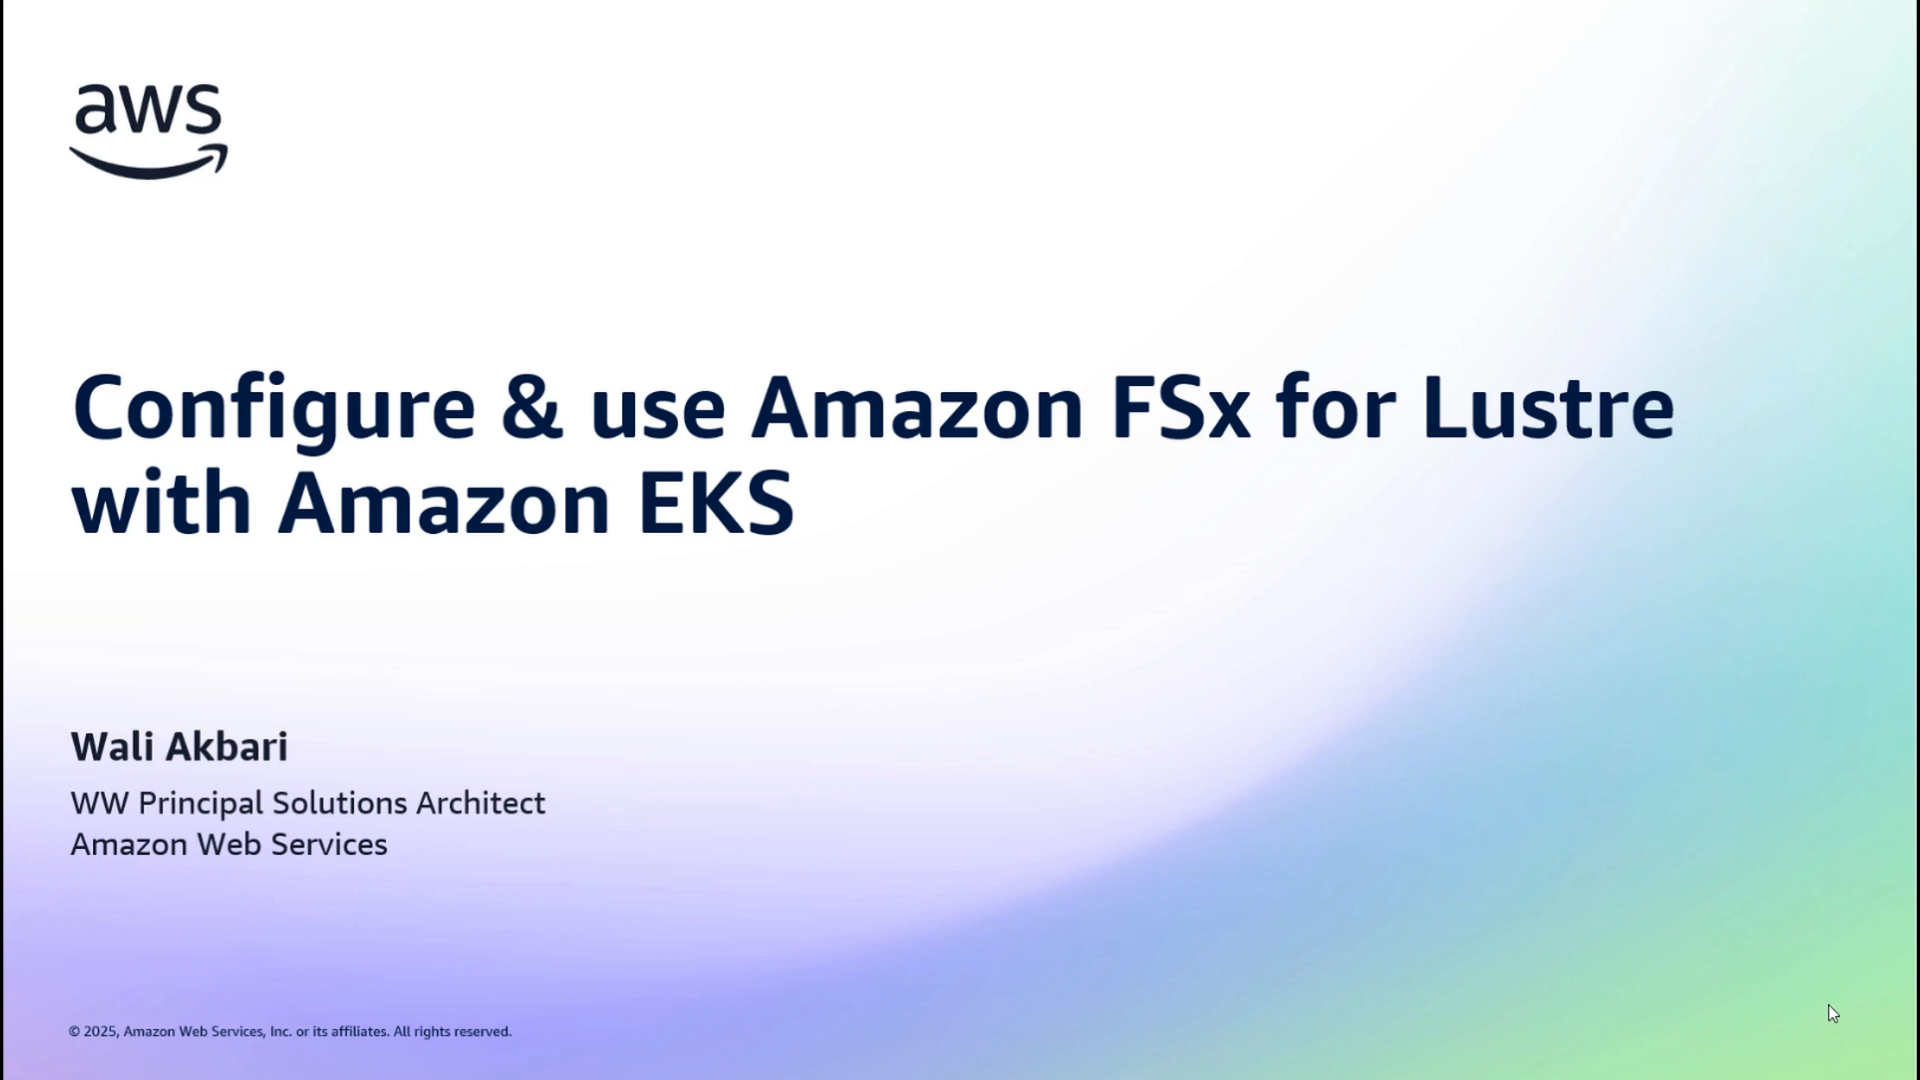 aws
Configure & use Amazon FSx for Lustre
with Amazon EKS
Wali Akbari
WW Principal Solutions Architect
Amazon Web Services
© 2025, Amazon Web Services, Inc. or its affiliates. All rights reserved.